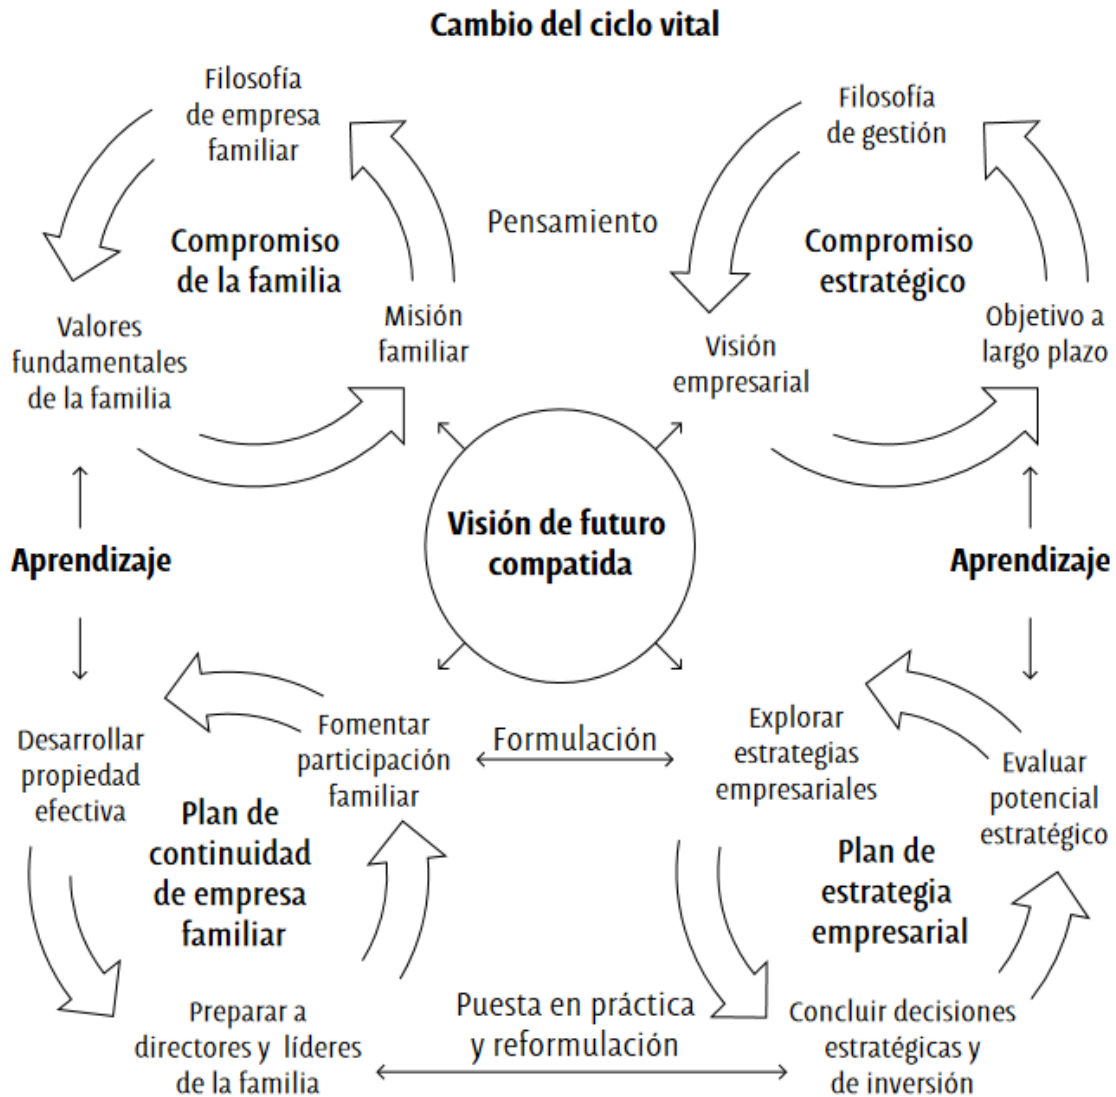 Cambio del ciclo vital
Filosofía
de empresa
familiar
Compromiso
de la familia
Valores
fundamentales
de la familia
Misión
familiar
Pensamiento
Filosofía
de gestión
Compromiso
estratégico
Visión
empresarial
Objetivo a
largo plazo
Visión de futuro
compatida
Aprendizaje
Aprendizaje
Desarrollar
propiedad
efectiva
Fomentar
participación
familiar
Plan de
continuidad
de empresa
familiar
Preparar a
directores y líderes
de la familia
Formulación
Explorar
estrategias
empresariales
Evaluar
potencial
estratégico
Plan de
estrategia
empresarial
Puesta en práctica
y reformulación
Concluir decisiones
estratégicas y
de inversión